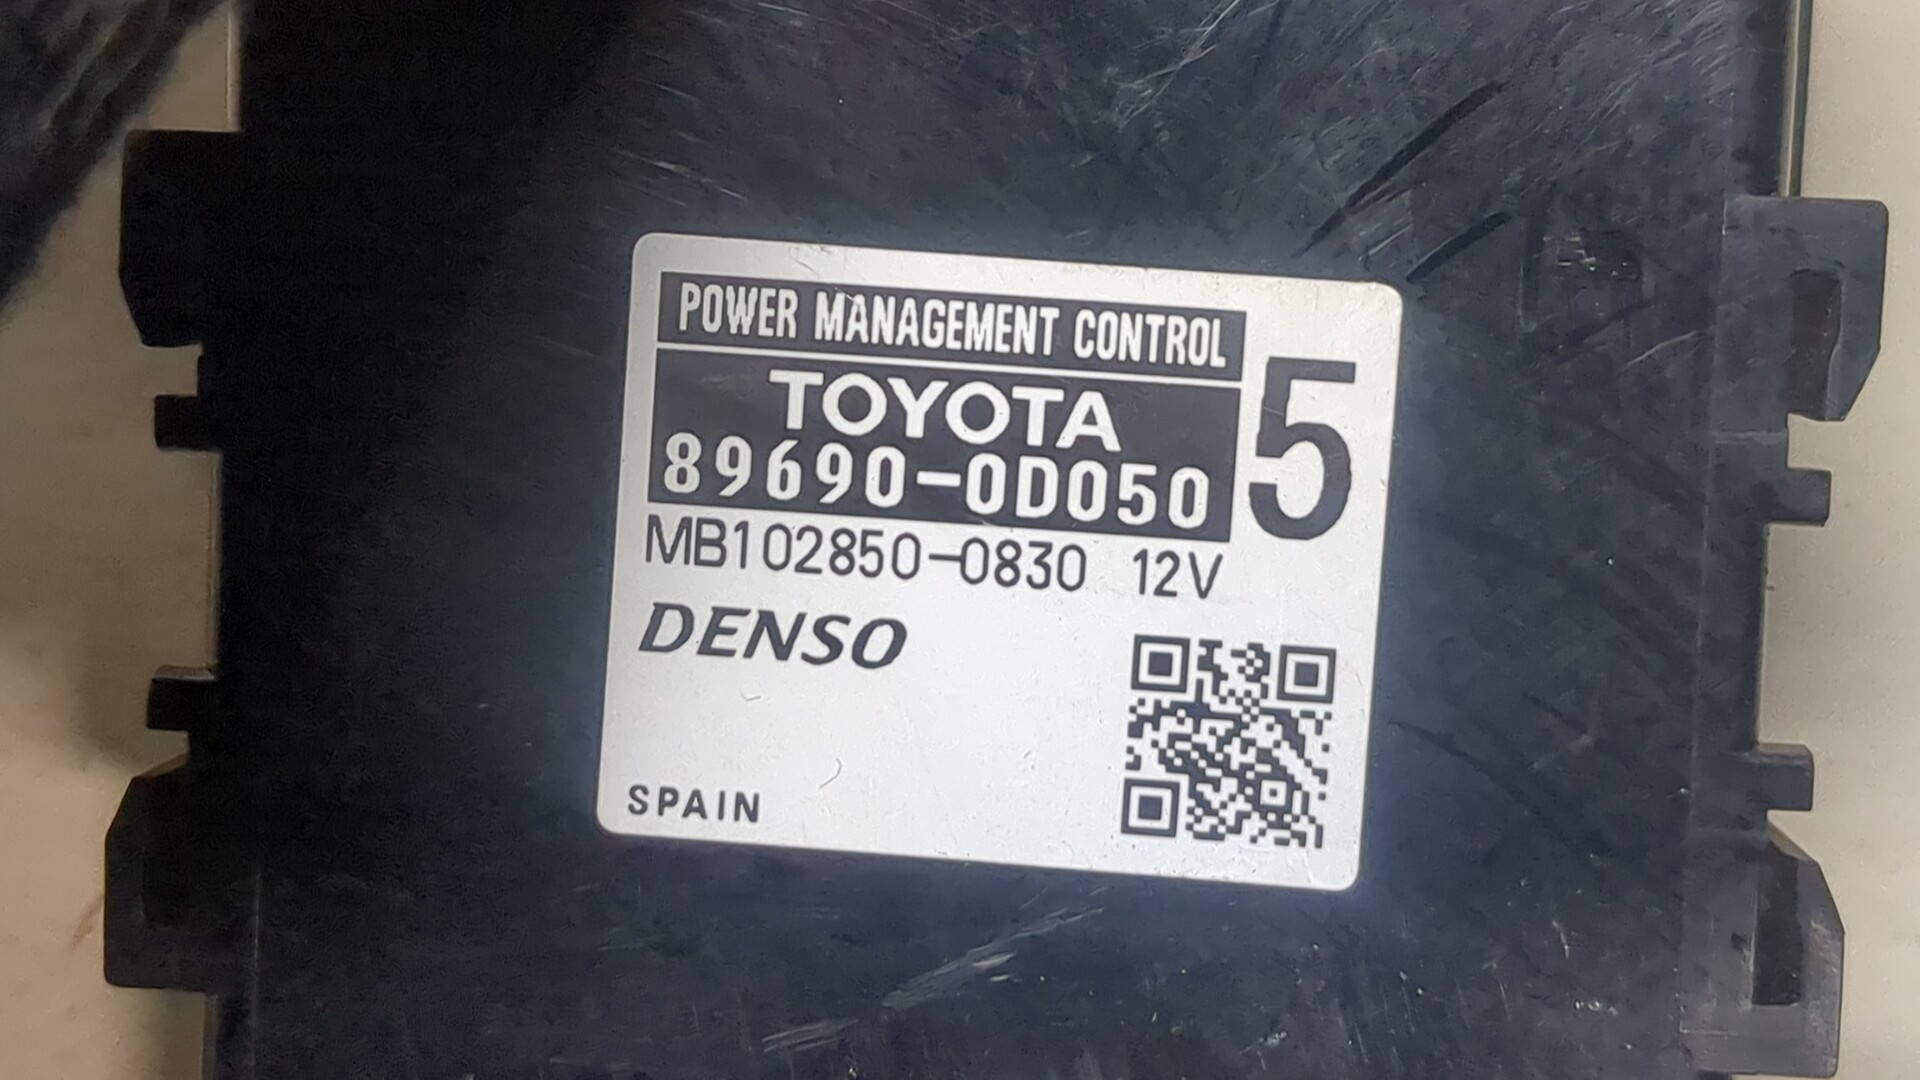 POWER MANAGEMENT CONTROL
TOYOTA
89690-0D050
5
MB102850-0830 12V
DENSO
SPAIN